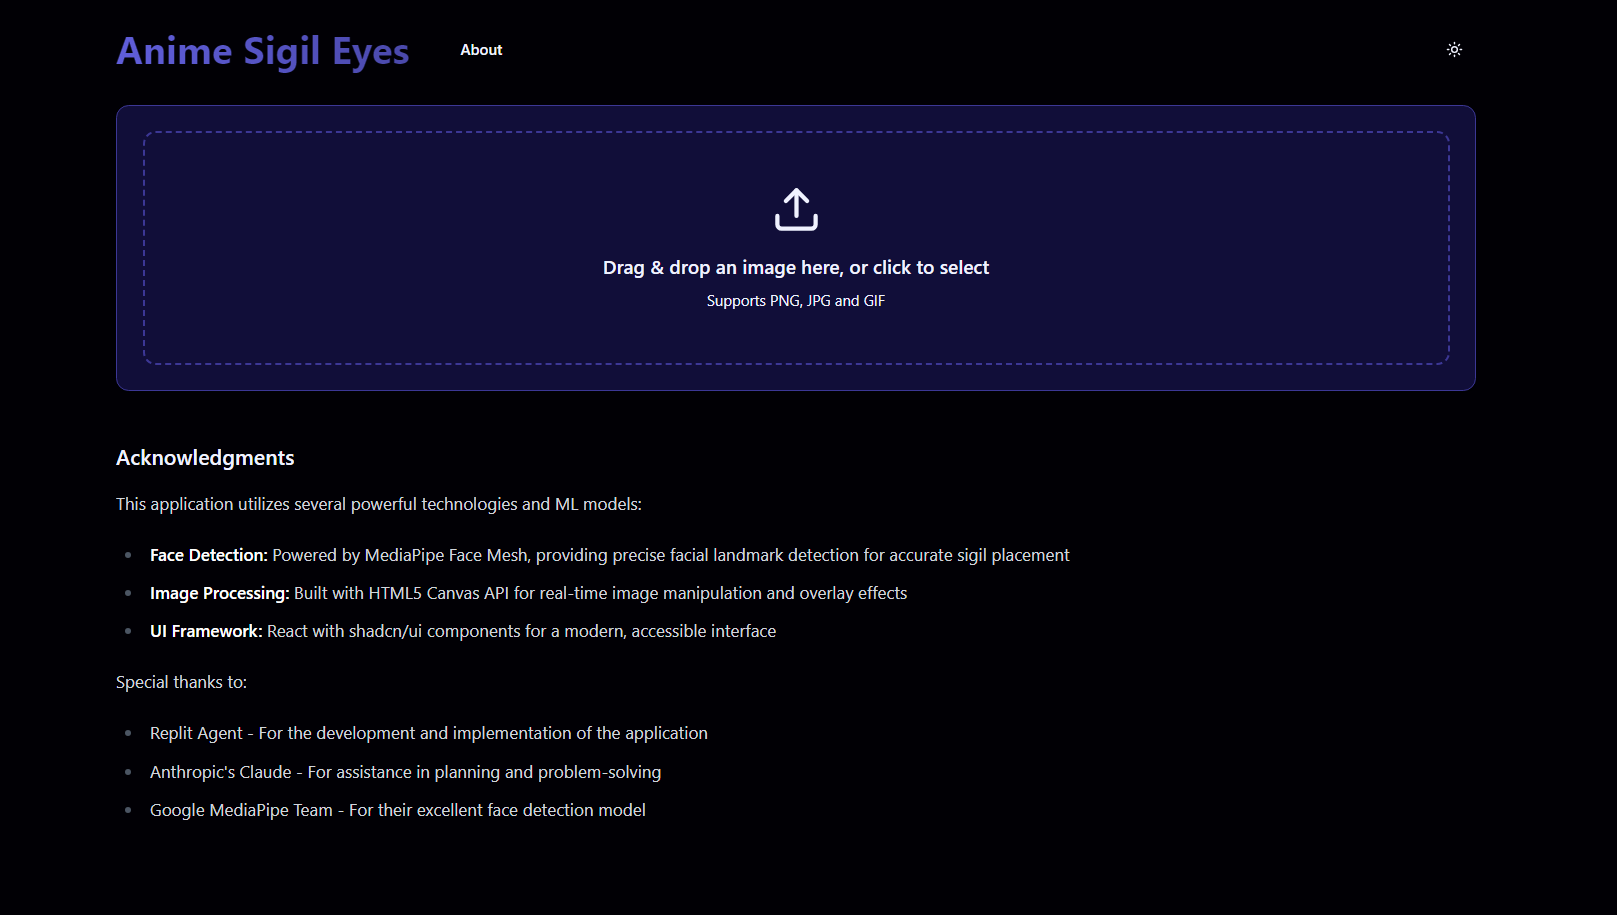 Anime Sigil Eyes
About
Drag & drop an image here, or click to select
Supports PNG, JPG and GIF
Acknowledgments
This application utilizes several powerful technologies and ML models:
Face Detection: Powered by MediaPipe Face Mesh, providing precise facial landmark detection for accurate sigil placement
Image Processing: Built with HTML5 Canvas API for real-time image manipulation and overlay effects
UI Framework: React with shadcn/ui components for a modern, accessible interface
Special thanks to:
Replit Agent - For the development and implementation of the application
Anthropic's Claude - For assistance in planning and problem-solving
Google MediaPipe Team - For their excellent face detection model